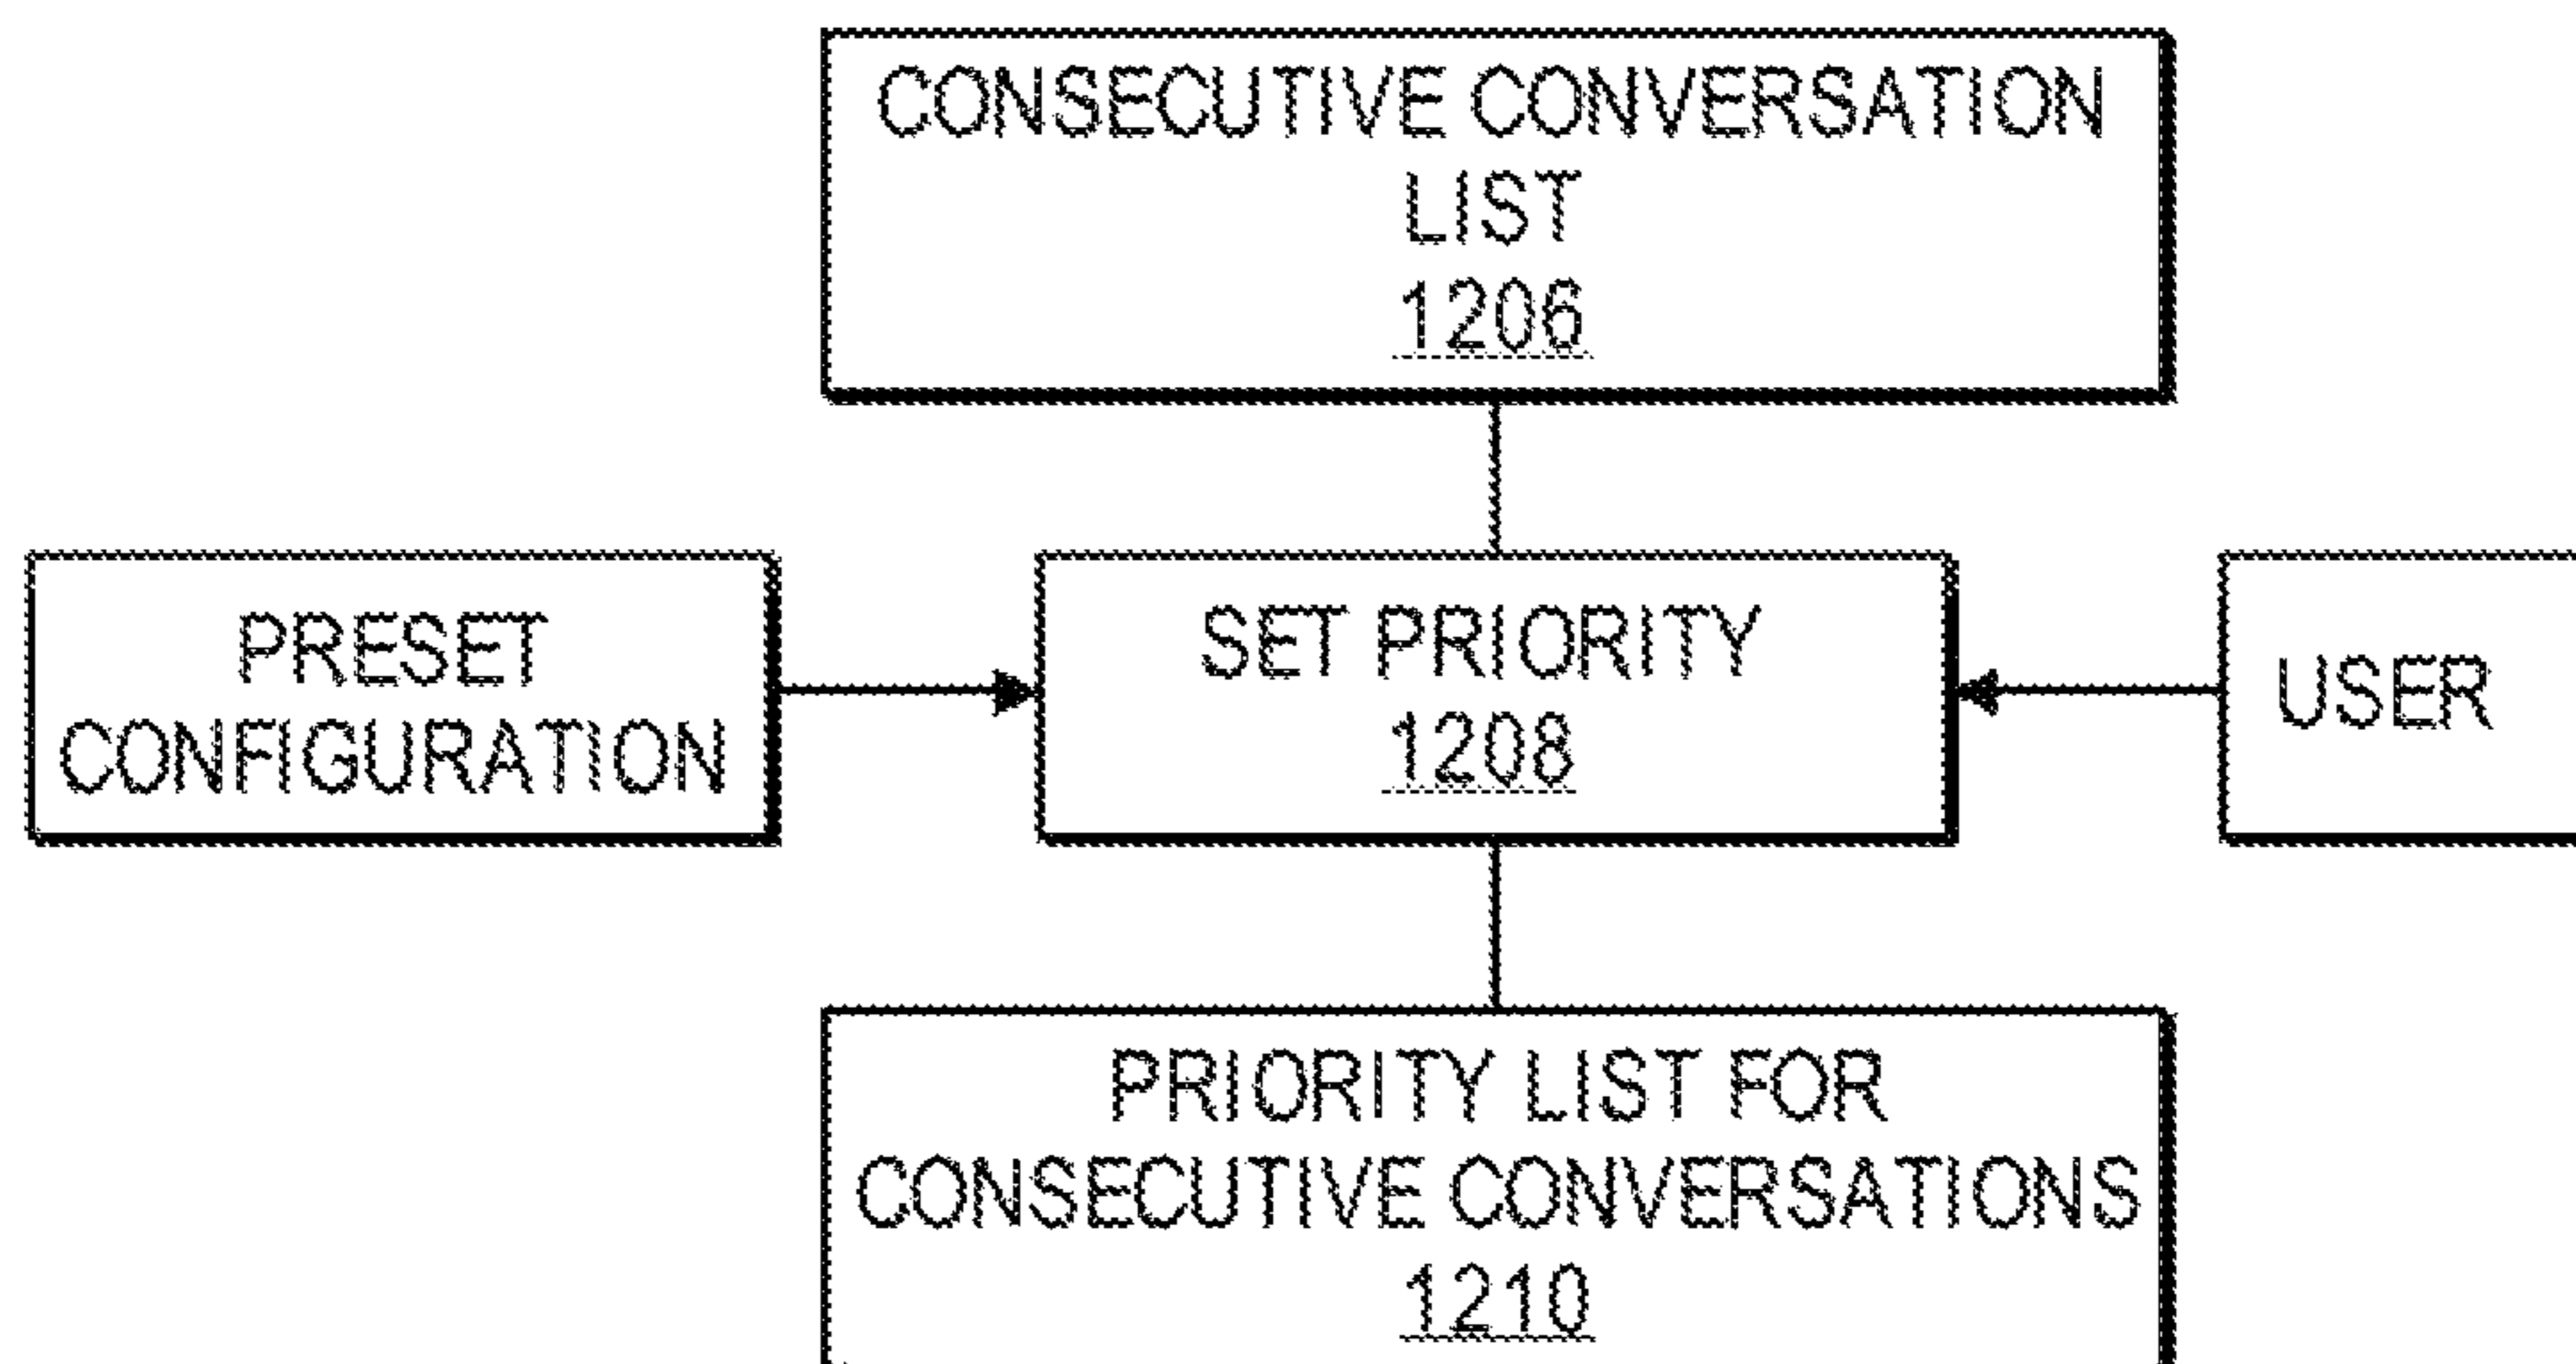 CONSECUTIVE CONVERSATION
LIST
1206
PRESET
CONFIGURATION
SET PRIORITY
1208
USER
PRIORITY LIST FOR
CONSECUTIVE CONVERSATIONS
1210